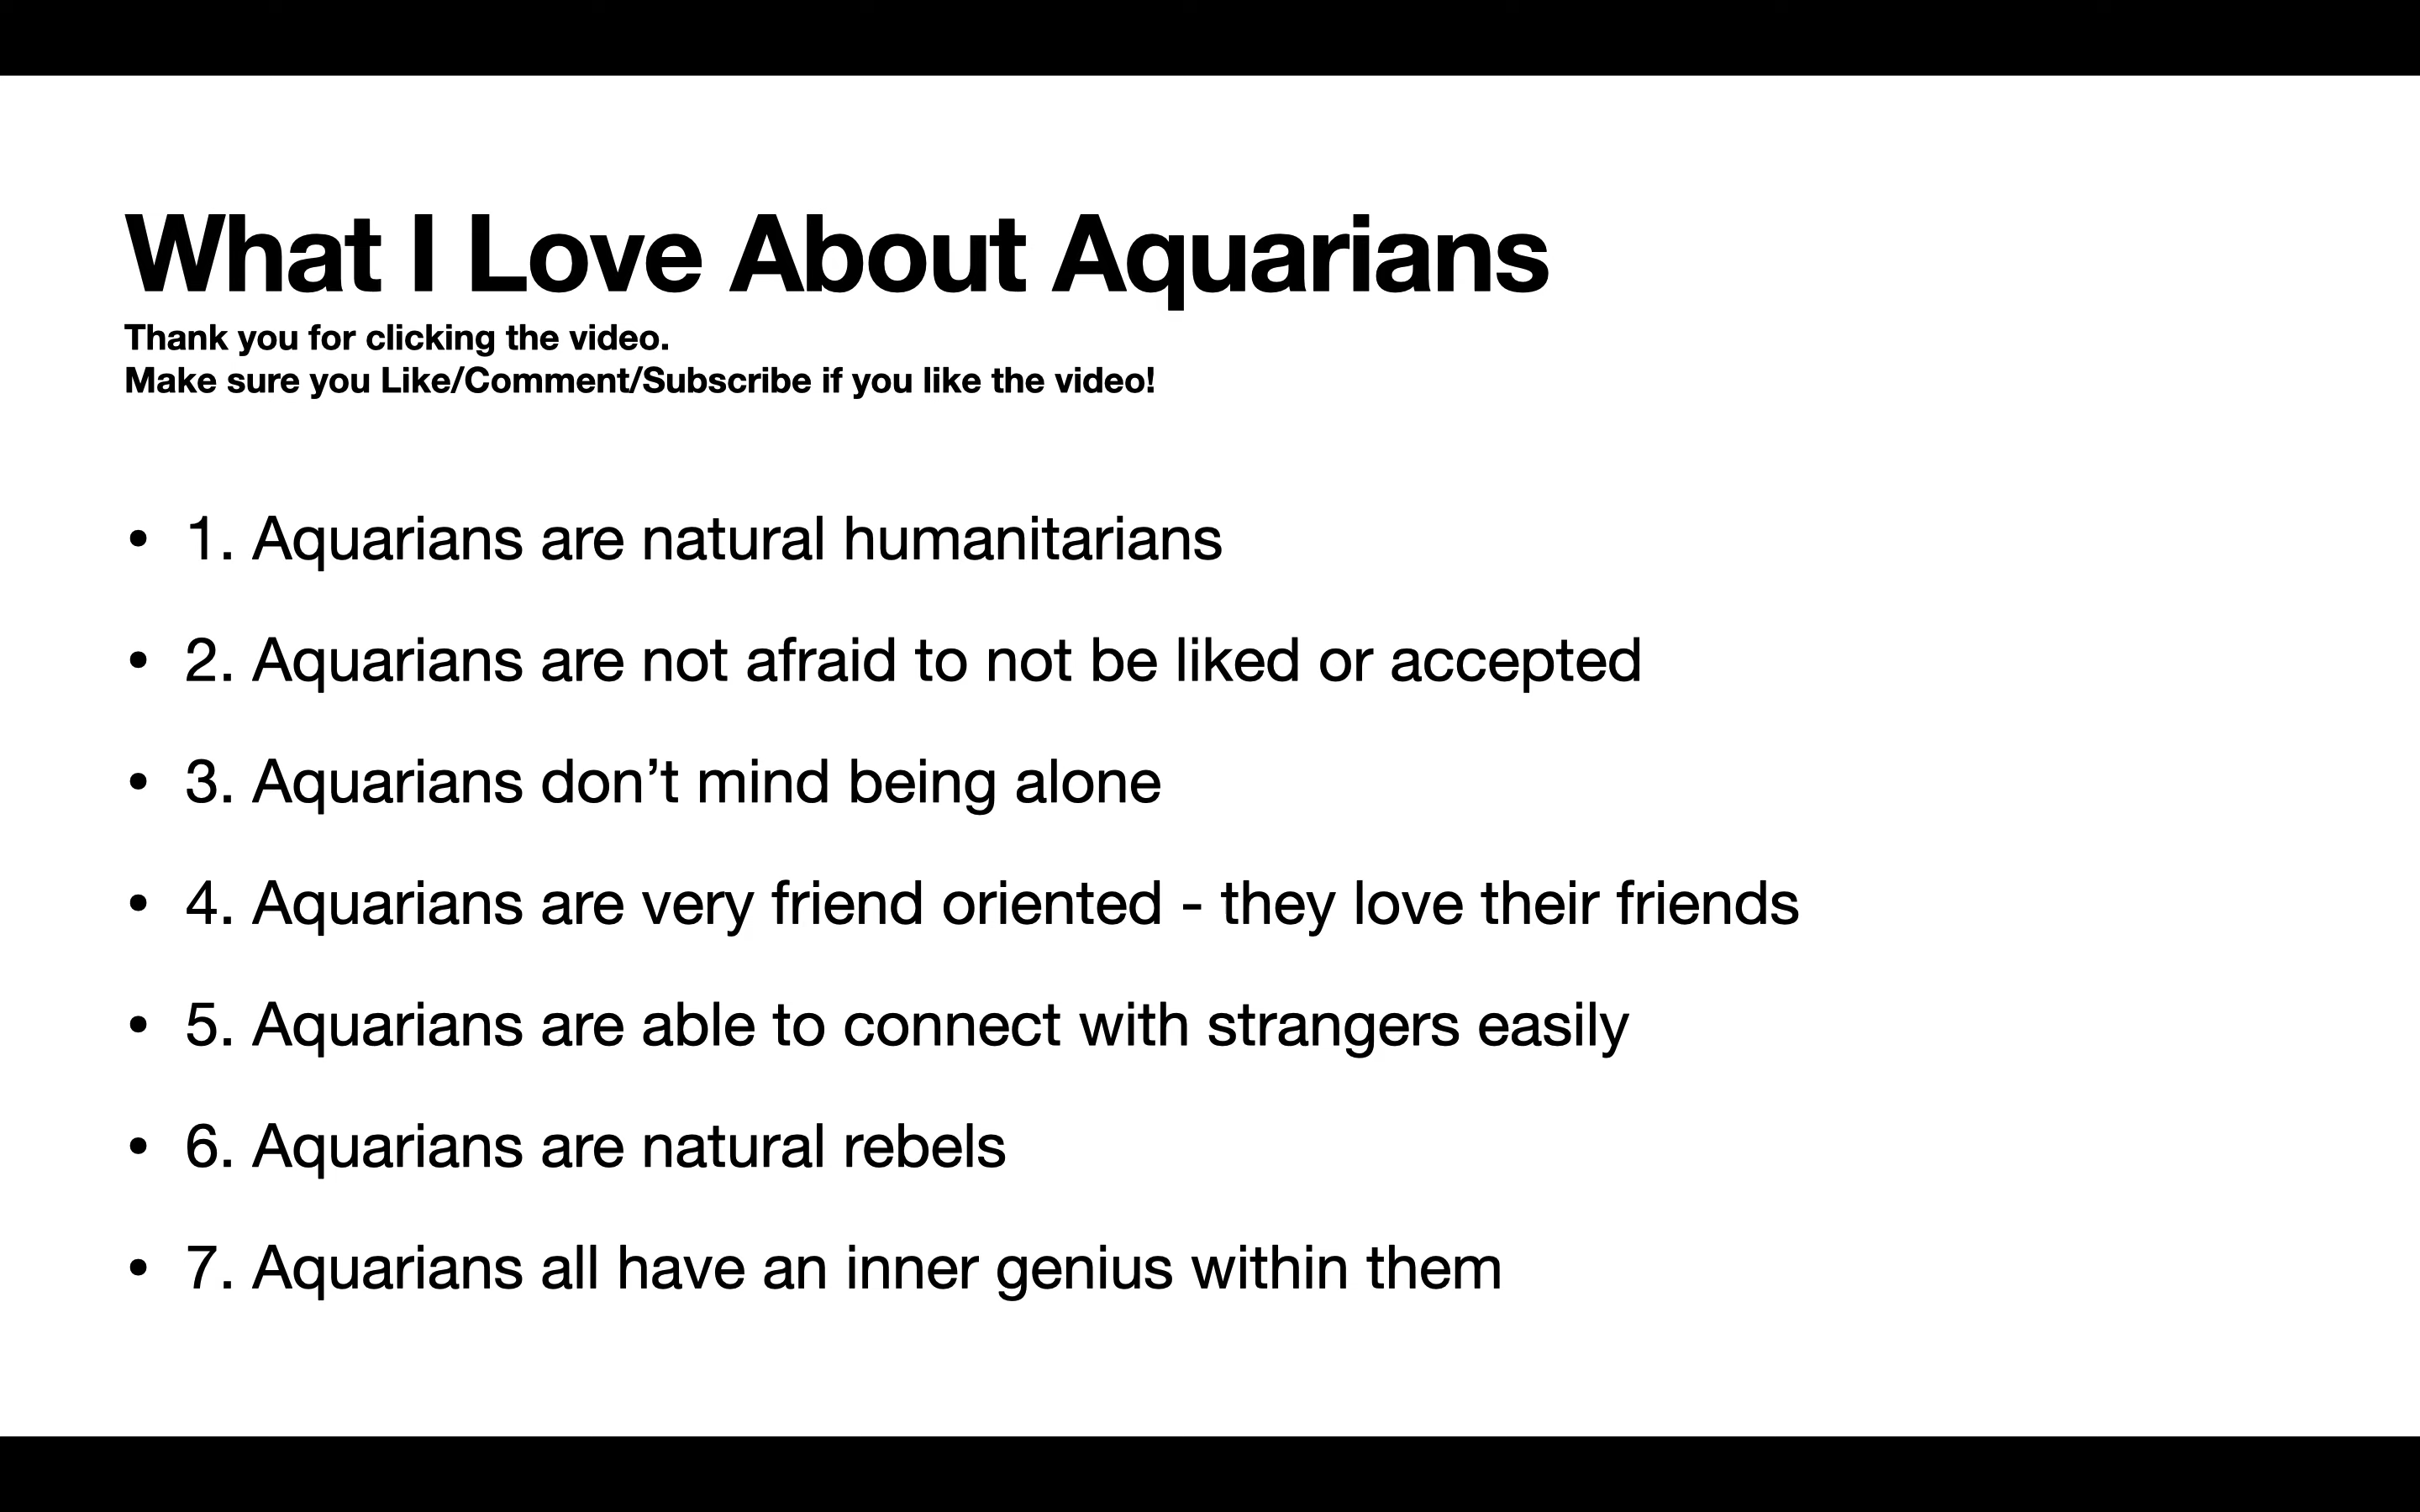 What I Love About Aquarians
Thank you for clicking the video.
Make sure you Like/Comment/Subscribe if you like the video!
• 1. Aquarians are natural humanitarians
• 2. Aquarians are not afraid to not be liked or accepted
• 3. Aquarians don’t mind being alone
• 4. Aquarians are very friend oriented - they love their friends
• 5. Aquarians are able to connect with strangers easily
• 6. Aquarians are natural rebels
• 7. Aquarians all have an inner genius within them